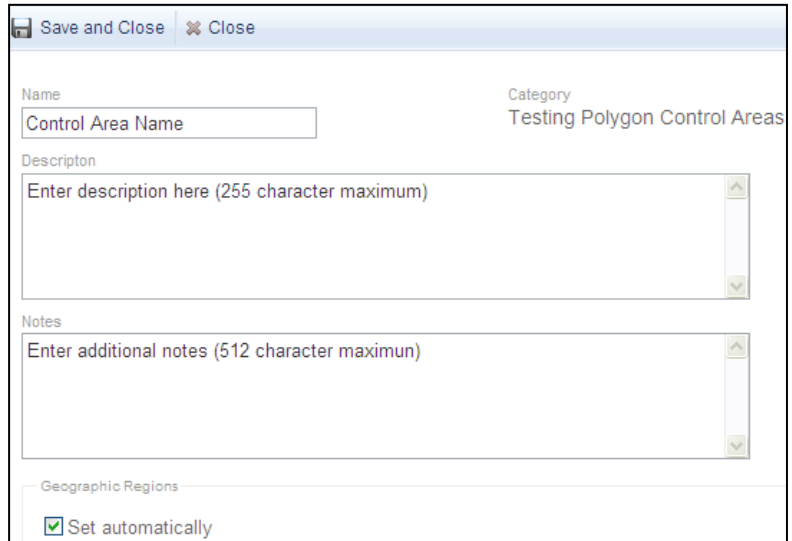 Save and Close Close
Name Category
Control Area Name Testing Polygon Control Areas
Descripton
Enter description here (255 character maximum)
Notes
Enter additional notes (512 character maximun)
Geographic Regions
Set automatically